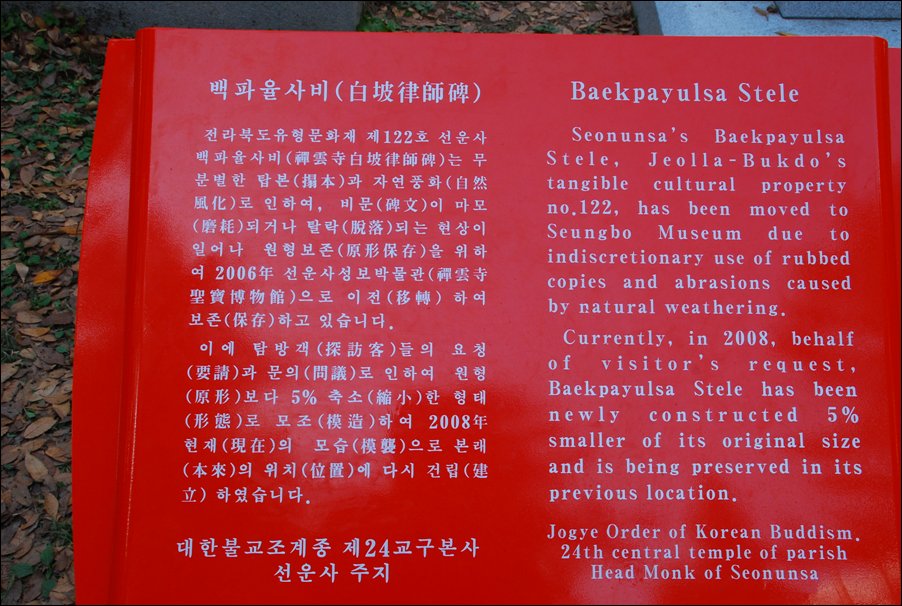 백파율사비(白坡律師碑)
전라북도유형문화재 제122호 선운사
백파율사비(禪雲寺白坡律師碑)는 무
분별한 탑본(搨本)과 자연풍화(自然
風化)로 인하여, 비문(碑文)이 마모
(磨耗)되거나 탈락(脫落)되는 현상이
일어나 원형보존(原形保存)을 위하
여 2006年 선운사성보박물관(禪雲寺
聖寶博物館)으로 이전(移轉) 하여
보존(保存)하고 있습니다.
이에 탐방객(探訪客)들의 요청
(要請)과 문의(問議)로 인하여 원형
(原形)보다 5% 축소(縮小)한 형태
(形態)로 모조(模造)하여 2008年
현재(現在)의 모습(模襲)으로 본래
(本來)의 위치(位置)에 다시 건립(建
立) 하였습니다.
대한불교조계종 제24교구본사
선운사 주지
Baekpayulsa Stele
Seonunsa's Baekpayulsa
Stele, Jeolla-Bukdo's
tangible cultural property
no.122, has been moved to
Seungbo Museum due to
indiscretionary use of rubbed
copies and abrasions caused
by natural weathering.
Currently, in 2008, behalf
of visitor's request,
Baekpayulsa Stele has been
newly constructed 5%
smaller of its original size
and is being preserved in its
previous location.
Jogye Order of Korean Buddism.
24th central temple of parish
Head Monk of Seonunsa